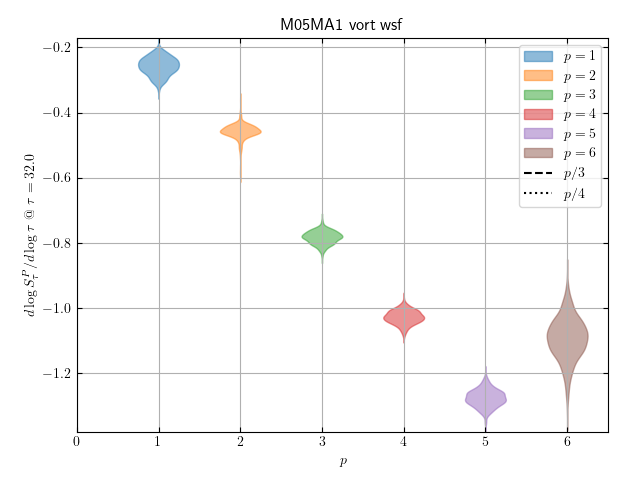 M05MA1 vort wsf
d log S_τ^P / d log τ @ τ = 32.0
−0.2
−0.4
−0.6
−0.8
−1.0
−1.2
0 1 2 3 4 5 6
p
p = 1
p = 2
p = 3
p = 4
p = 5
p = 6
p/3
p/4